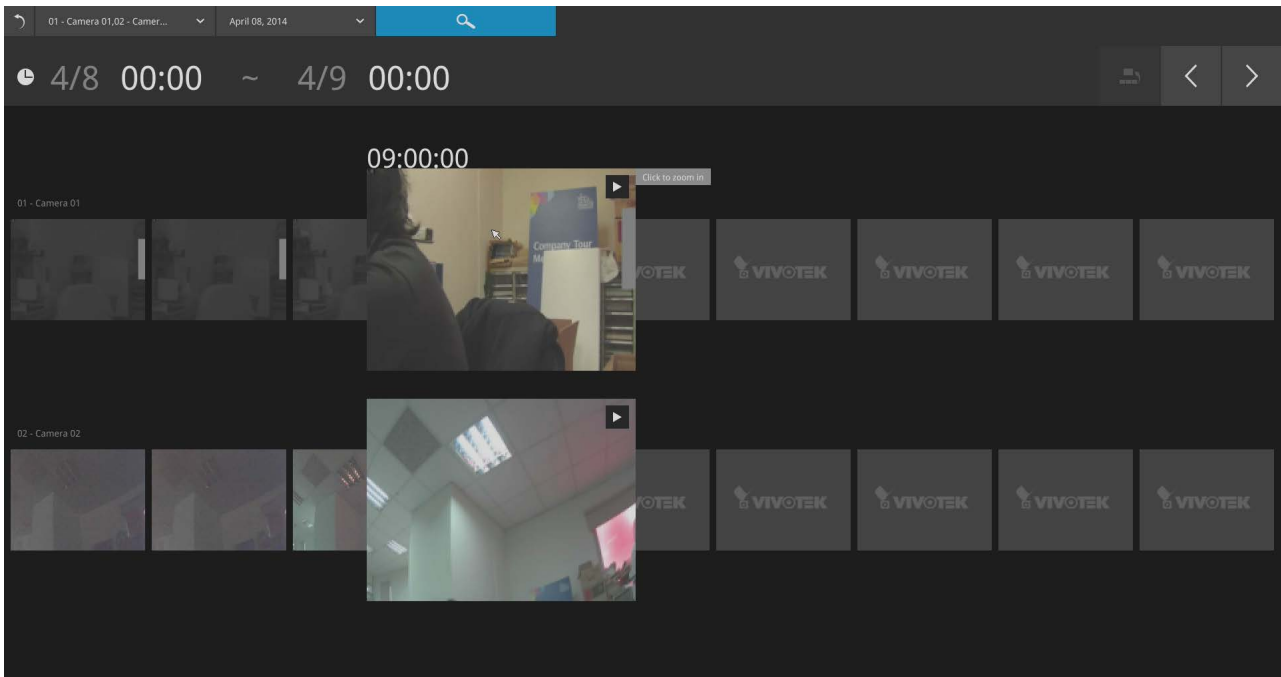 01 - Camera 01,02 - Camer...
April 08, 2014
4/8 00:00 ~ 4/9 00:00
09:00:00
Click to zoom in
01 - Camera 01
Company Tour
OTEK
VIVOTEK
VIVOTEK
VIVOTEK
VIVOTEK
02 - Camera 02
OTEK
VIVOTEK
VIVOTEK
VIVOTEK
VIVOTEK